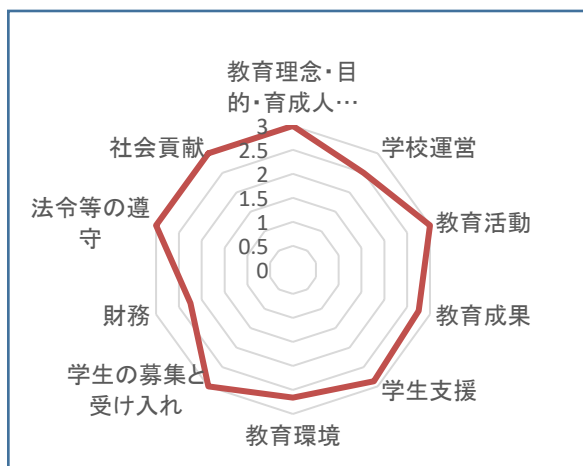 教育理念・目
的・育成人…
学校運営
教育活動
教育成果
学生支援
教育環境
学生の募集と
受け入れ
財務
法令等の遵
守
社会貢献
3
2.5
2
1.5
1
0.5
0